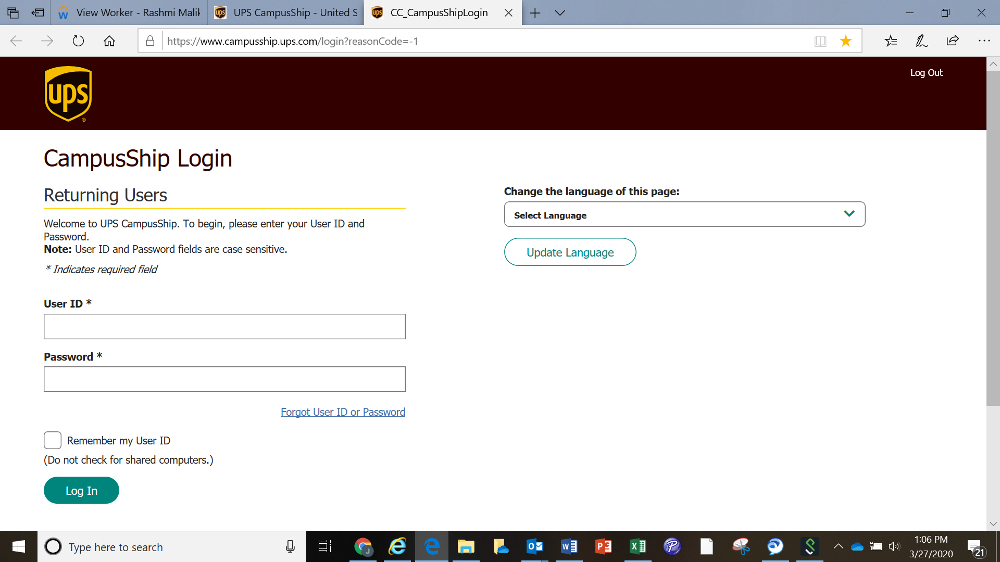 View Worker - Rashmi Malik
UPS CampusShip - United S
CC_CampusShipLogin
https://www.campusship.ups.com/login?reasonCode=-1
Log Out
ups
CampusShip Login
Returning Users
Welcome to UPS CampusShip. To begin, please enter your User ID and
Password.
Note: User ID and Password fields are case sensitive.
* Indicates required field
User ID *
Password *
Forgot User ID or Password
Remember my User ID
(Do not check for shared computers.)
Log In
Change the language of this page:
Select Language
Update Language
Type here to search
1:06 PM
3/27/2020
21